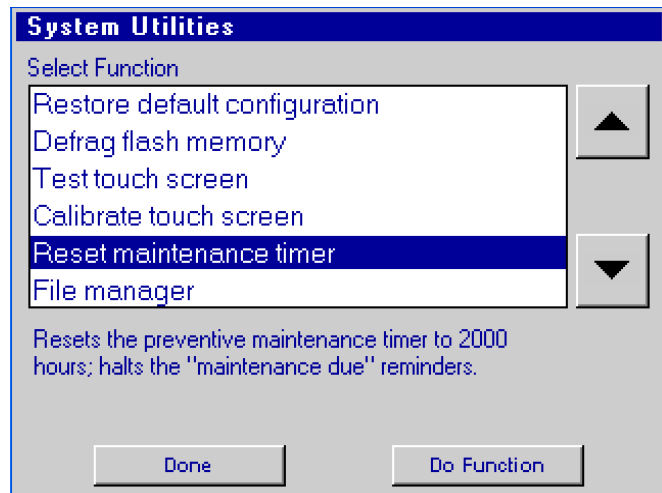 System Utilities
Select Function
Restore default configuration
Defrag flash memory
Test touch screen
Calibrate touch screen
Reset maintenance timer
File manager
Resets the preventive maintenance timer to 2000
hours; halts the "maintenance due" reminders.
Done
Do Function